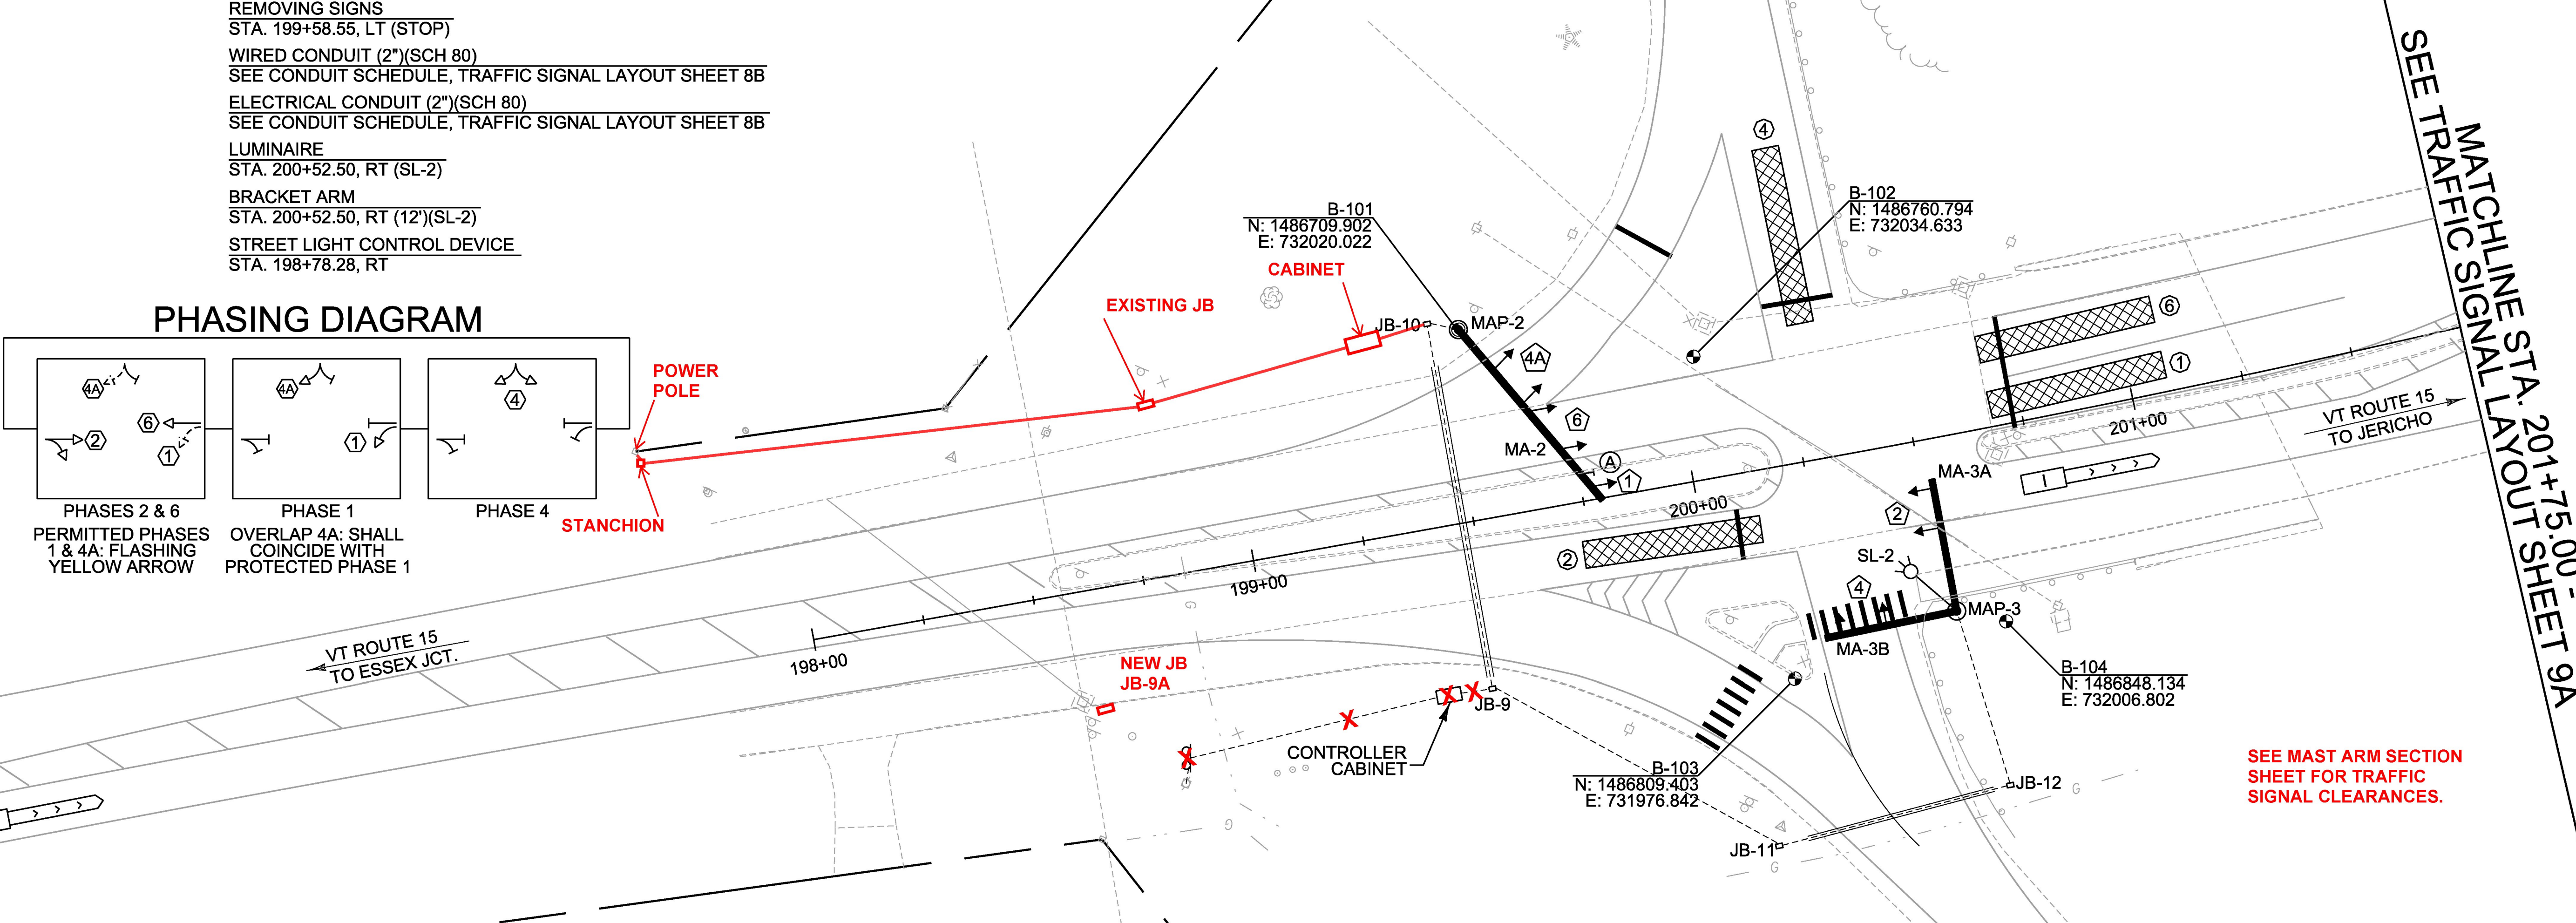 REMOVING SIGNS
STA. 199+58.55, LT (STOP)
WIRED CONDUIT (2")(SCH 80)
SEE CONDUIT SCHEDULE, TRAFFIC SIGNAL LAYOUT SHEET 8B
ELECTRICAL CONDUIT (2")(SCH 80)
SEE CONDUIT SCHEDULE, TRAFFIC SIGNAL LAYOUT SHEET 8B
LUMINAIRE
STA. 200+52.50, RT (SL-2)
BRACKET ARM
STA. 200+52.50, RT (12')(SL-2)
STREET LIGHT CONTROL DEVICE
STA. 198+78.28, RT
PHASING DIAGRAM
4A
6
2
1
PHASES 2 & 6
PERMITTED PHASES
1 & 4A: FLASHING
YELLOW ARROW
4A
1
PHASE 1
OVERLAP 4A: SHALL
COINCIDE WITH
PROTECTED PHASE 1
4
PHASE 4
POWER
POLE
STANCHION
EXISTING JB
CABINET
B-101
N: 1486709.902
E: 732020.022
JB-10
MAP-2
4A
6
MA-2
A
1
4
B-102
N: 1486760.794
E: 732034.633
6
1
201+00
VT ROUTE 15
TO JERICHO
MATCHLINE STA. 201+75.00 -
SEE TRAFFIC SIGNAL LAYOUT SHEET 9A
MA-3A
2
SL-2
4
MAP-3
MA-3B
B-104
N: 1486848.134
E: 732006.802
200+00
2
199+00
198+00
VT ROUTE 15
TO ESSEX JCT.
NEW JB
JB-9A
G
X
X
X
X
JB-9
CONTROLLER
CABINET
B-103
N: 1486809.403
E: 731976.842
JB-12
JB-11
G
G
G
G
SEE MAST ARM SECTION
SHEET FOR TRAFFIC
SIGNAL CLEARANCES.